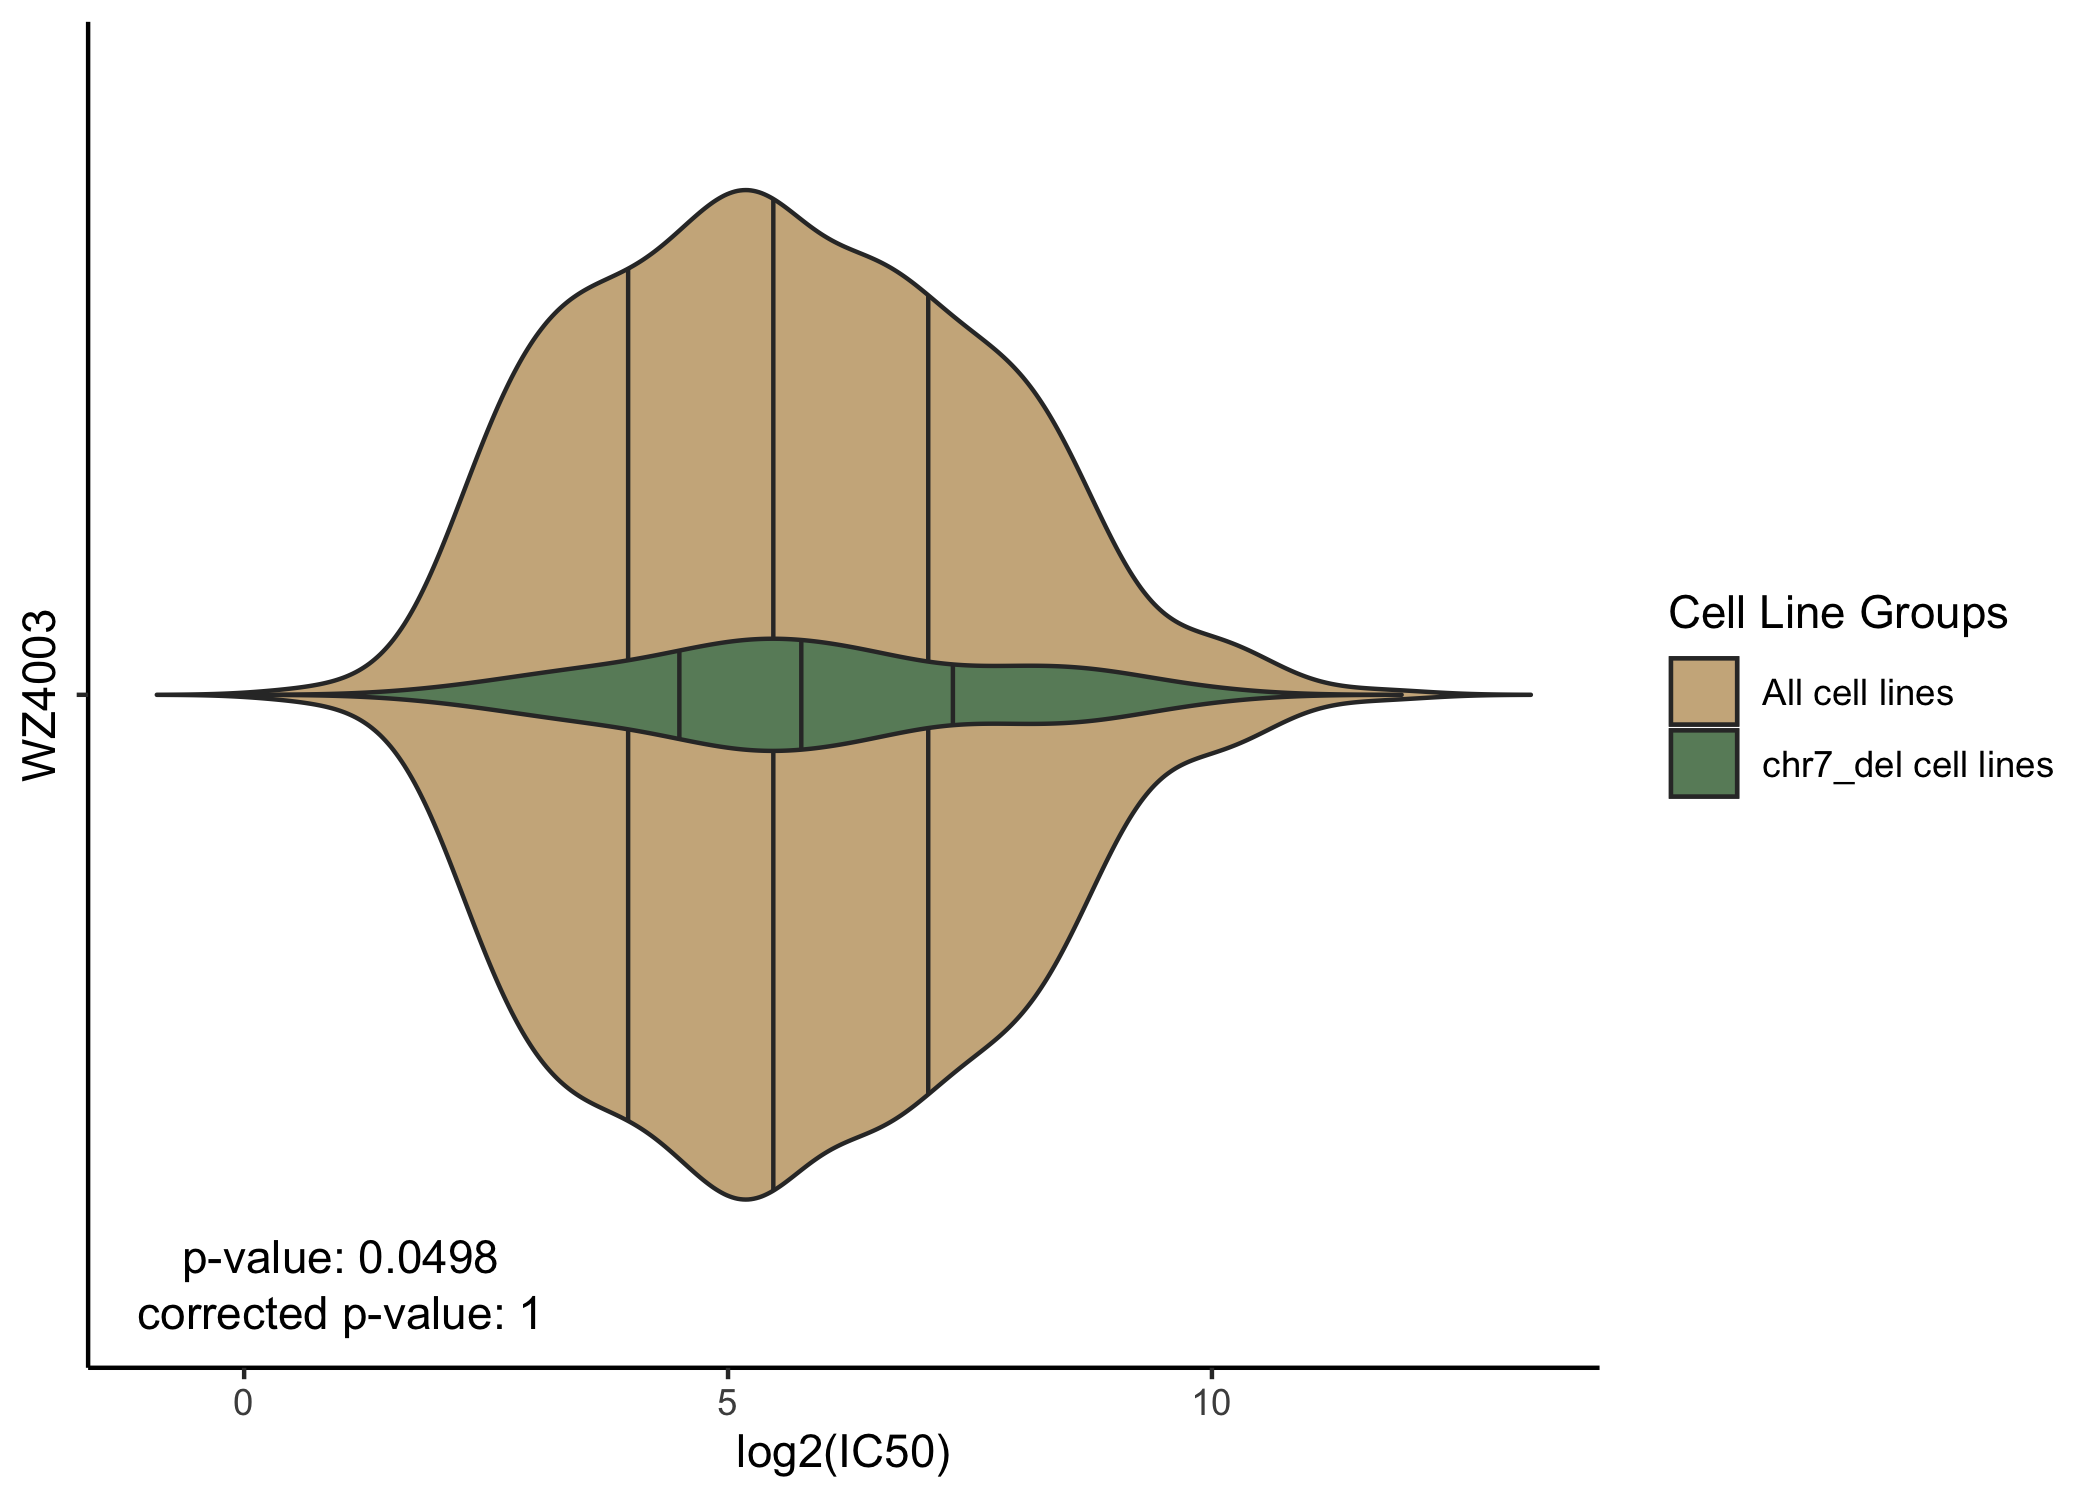 WZ4003
p-value: 0.0498
corrected p-value: 1
0
5
10
log2(IC50)
Cell Line Groups
All cell lines
chr7_del cell lines